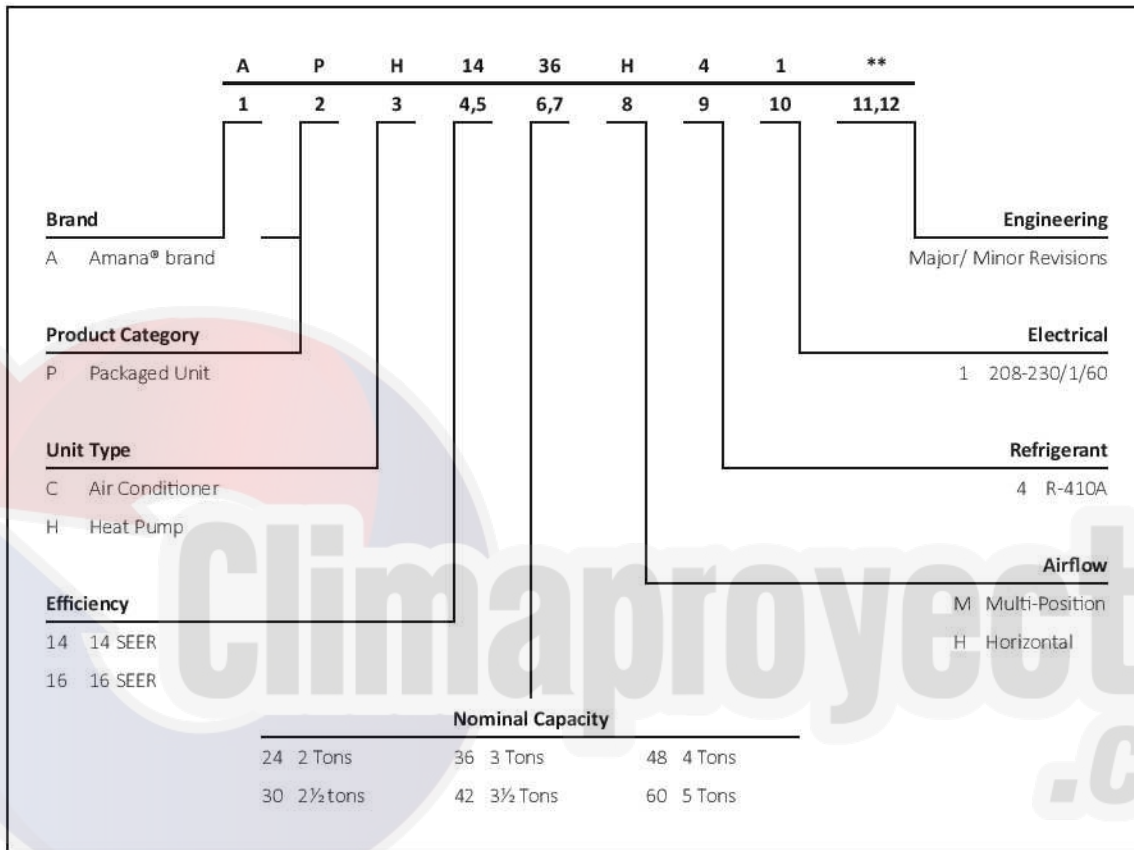 A P H 14 36 H 4 1 **
1 2 3 4,5 6,7 8 9 10 11,12
Brand
A Amana® brand
Product Category
P Packaged Unit
Unit Type
C Air Conditioner
H Heat Pump
Efficiency
14 14 SEER
16 16 SEER
Nominal Capacity
24 2 Tons 36 3 Tons 48 4 Tons
30 2½ tons 42 3½ Tons 60 5 Tons
Engineering
Major/ Minor Revisions
Electrical
1 208-230/1/60
Refrigerant
4 R-410A
Airflow
M Multi-Position
H Horizontal
Climaproyect
.c